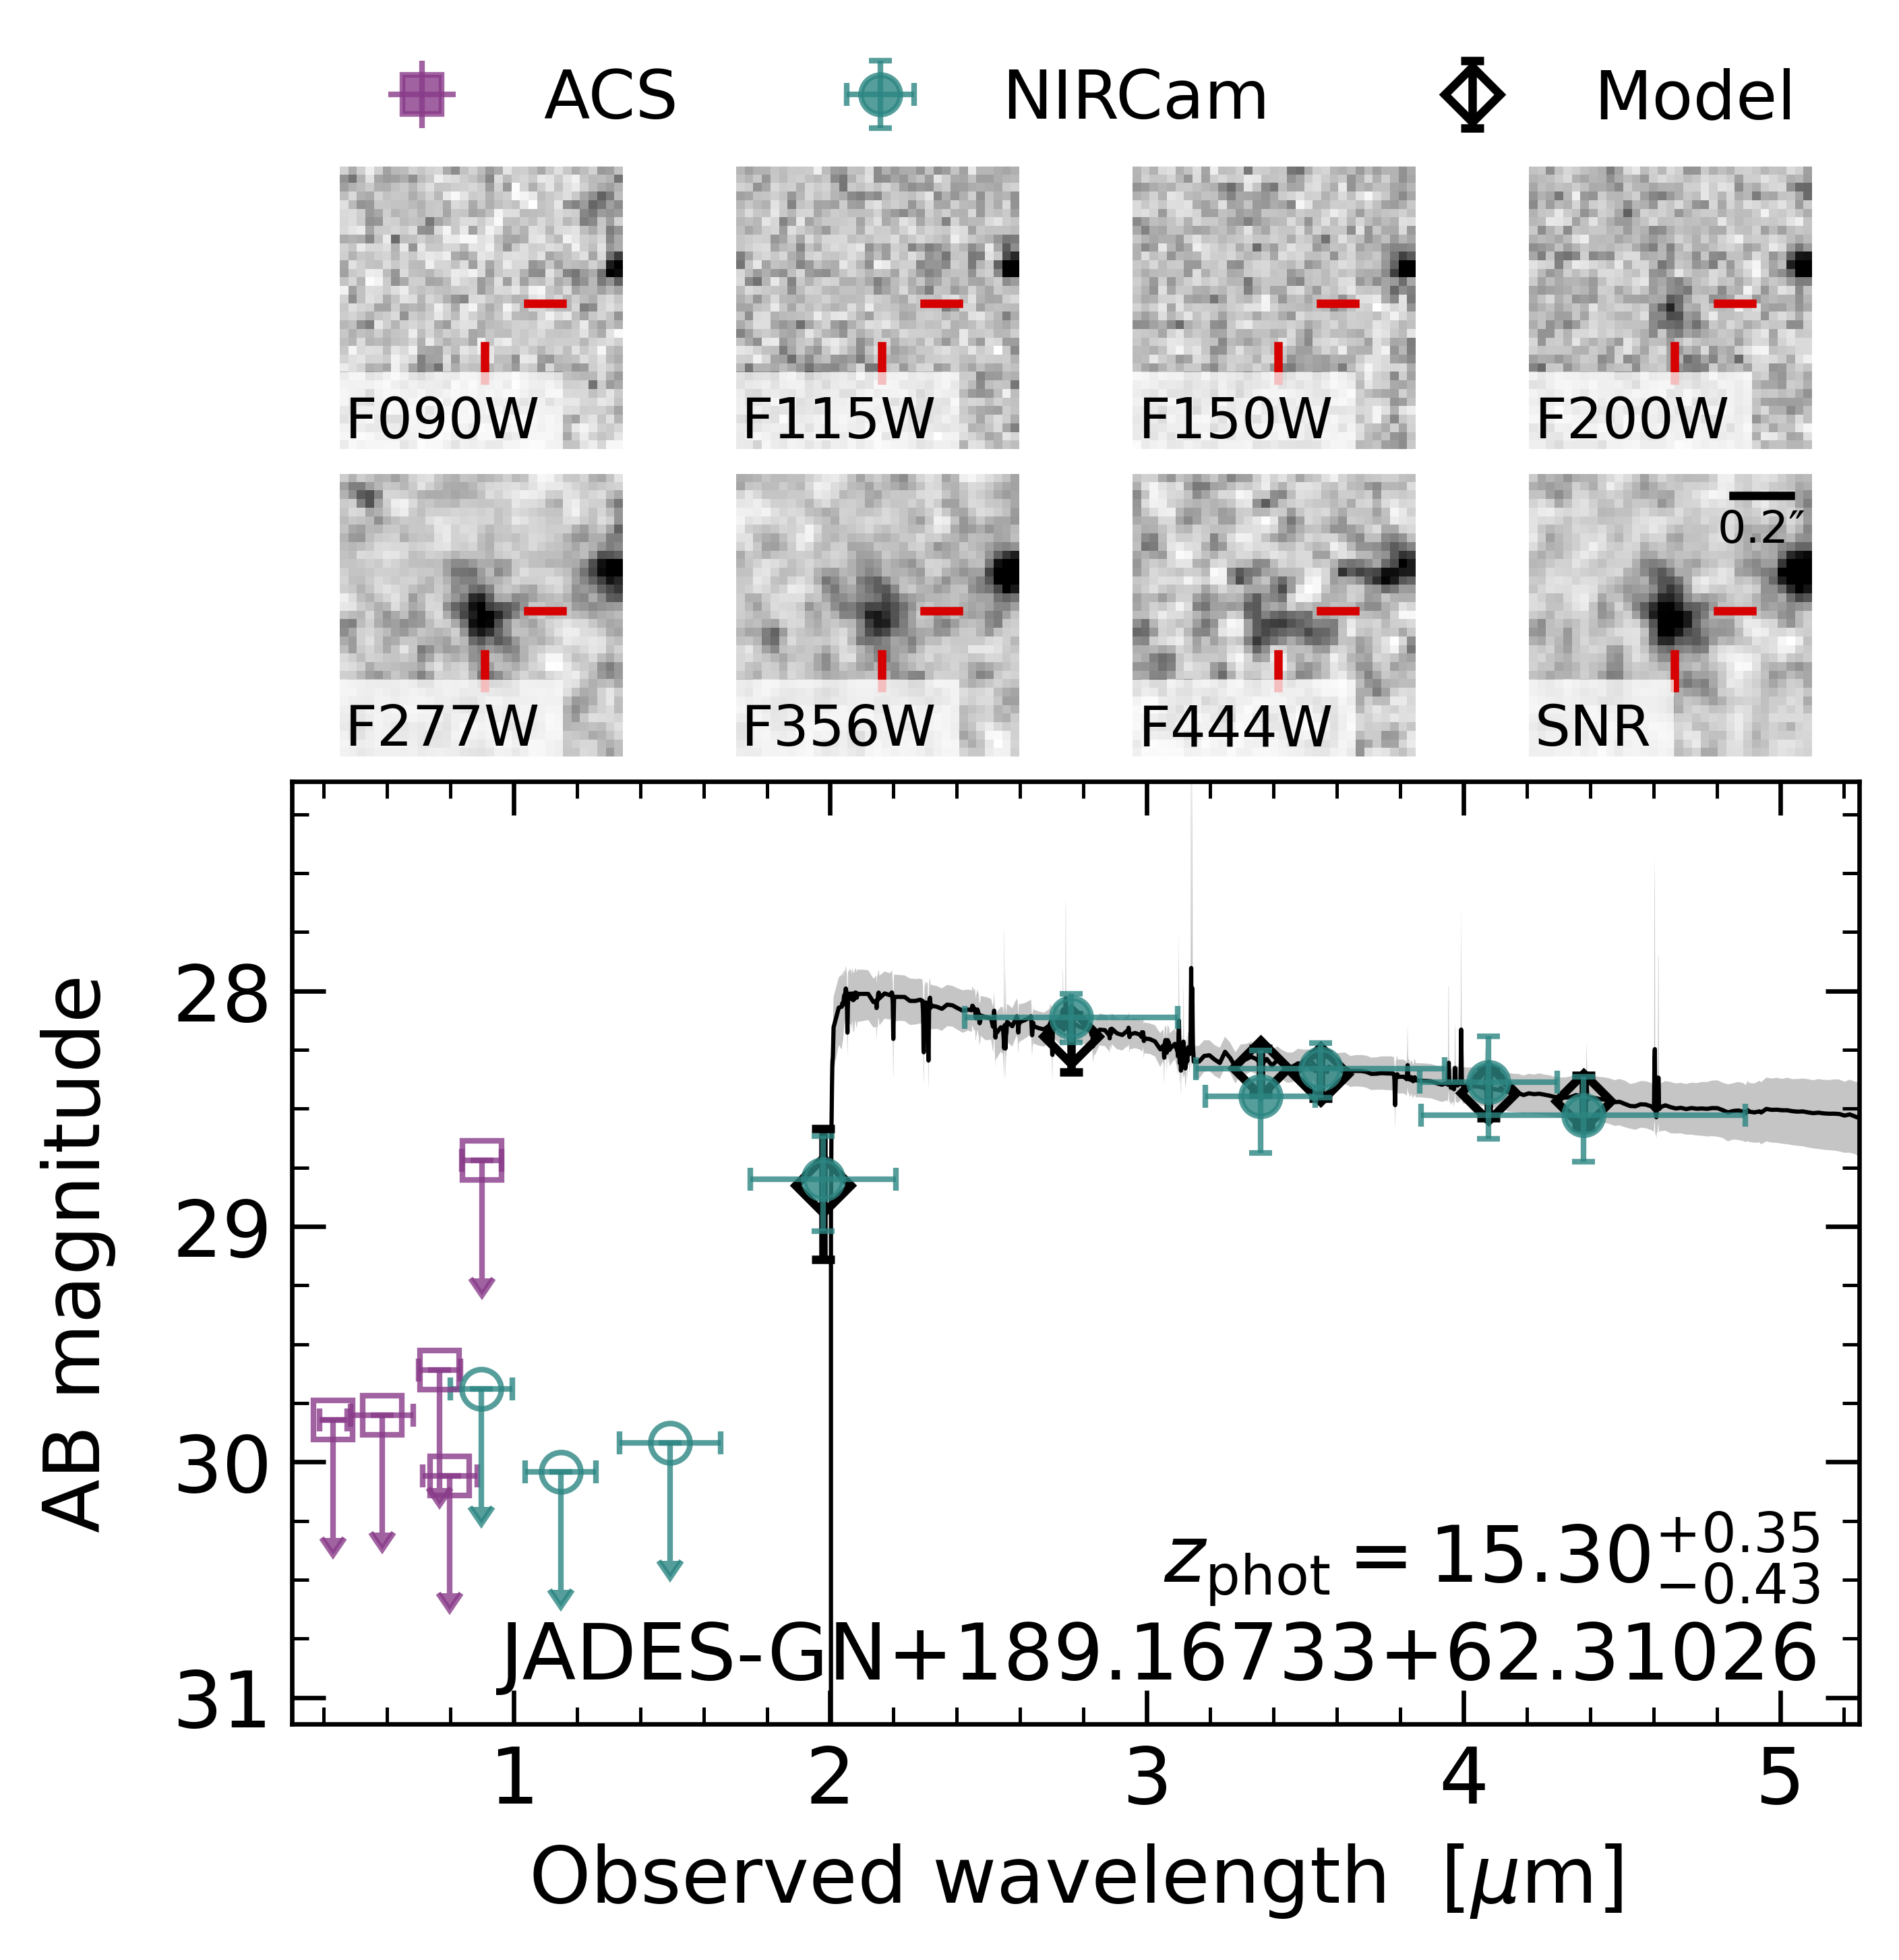 ACS NIRCam Model
F090W F115W F150W F200W
0.2″
F277W F356W F444W SNR
28
29
30
31
AB magnitude
z_phot = 15.30^{+0.35}_{-0.43}
JADES-GN+189.16733+62.31026
1 2 3 4 5
Observed wavelength [μm]